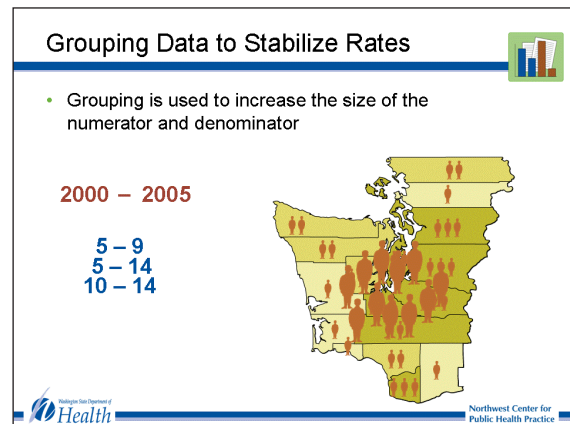 Grouping Data to Stabilize Rates
• Grouping is used to increase the size of the
numerator and denominator
2000 – 2005
5 – 9
5 – 14
10 – 14
Washington State Department of
Health
Northwest Center for
Public Health Practice